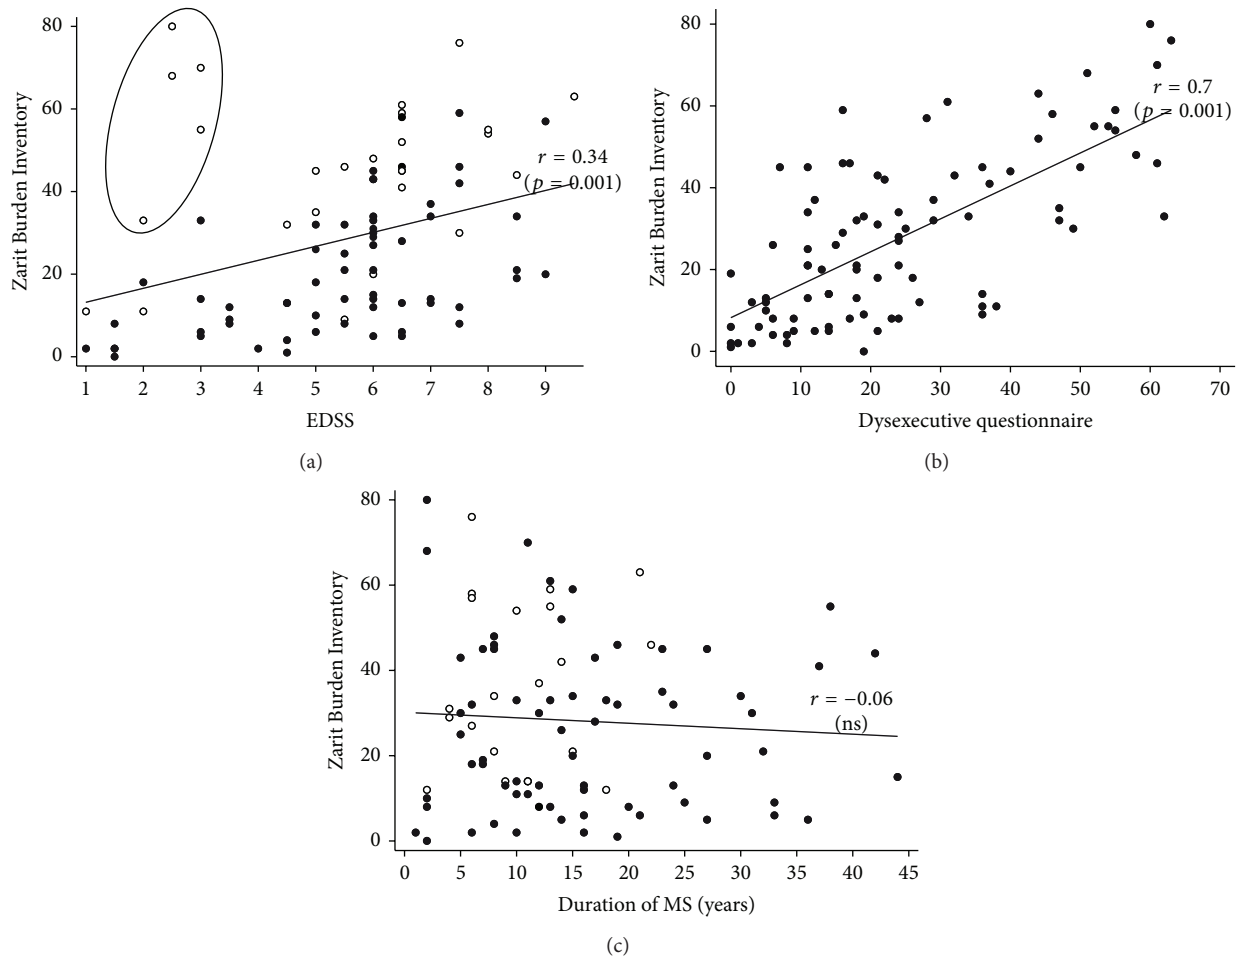 80
60
40
20
0
Zarit Burden Inventory
r = 0.34
(p = 0.001)
1 2 3 4 5 6 7 8 9
EDSS
(a)
80
60
40
20
0
Zarit Burden Inventory
r = 0.7
(p = 0.001)
0 10 20 30 40 50 60 70
Dysexecutive questionnaire
(b)
80
60
40
20
0
Zarit Burden Inventory
r = −0.06
(ns)
0 5 10 15 20 25 30 35 40 45
Duration of MS (years)
(c)